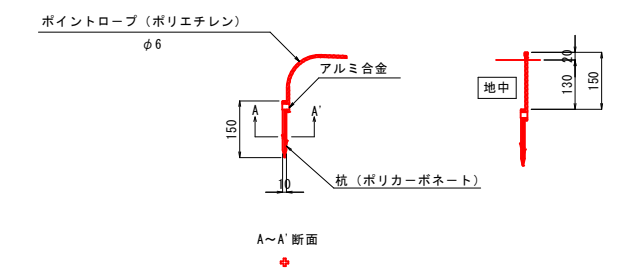 ポイントロープ（ポリエチレン）
φ6
アルミ合金
A
A'
150
10
杭（ポリカーボネート）
A～A'断面
地中
20
130
150